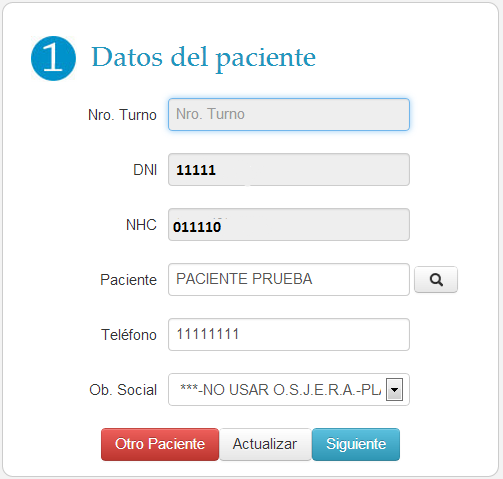 1 Datos del paciente
Nro. Turno Nro. Turno
DNI 11111
NHC 011110
Paciente PACIENTE PRUEBA
Teléfono 11111111
Ob. Social ***-NO USAR O.S.J.E.R.A.-PLA
Otro Paciente Actualizar Siguiente